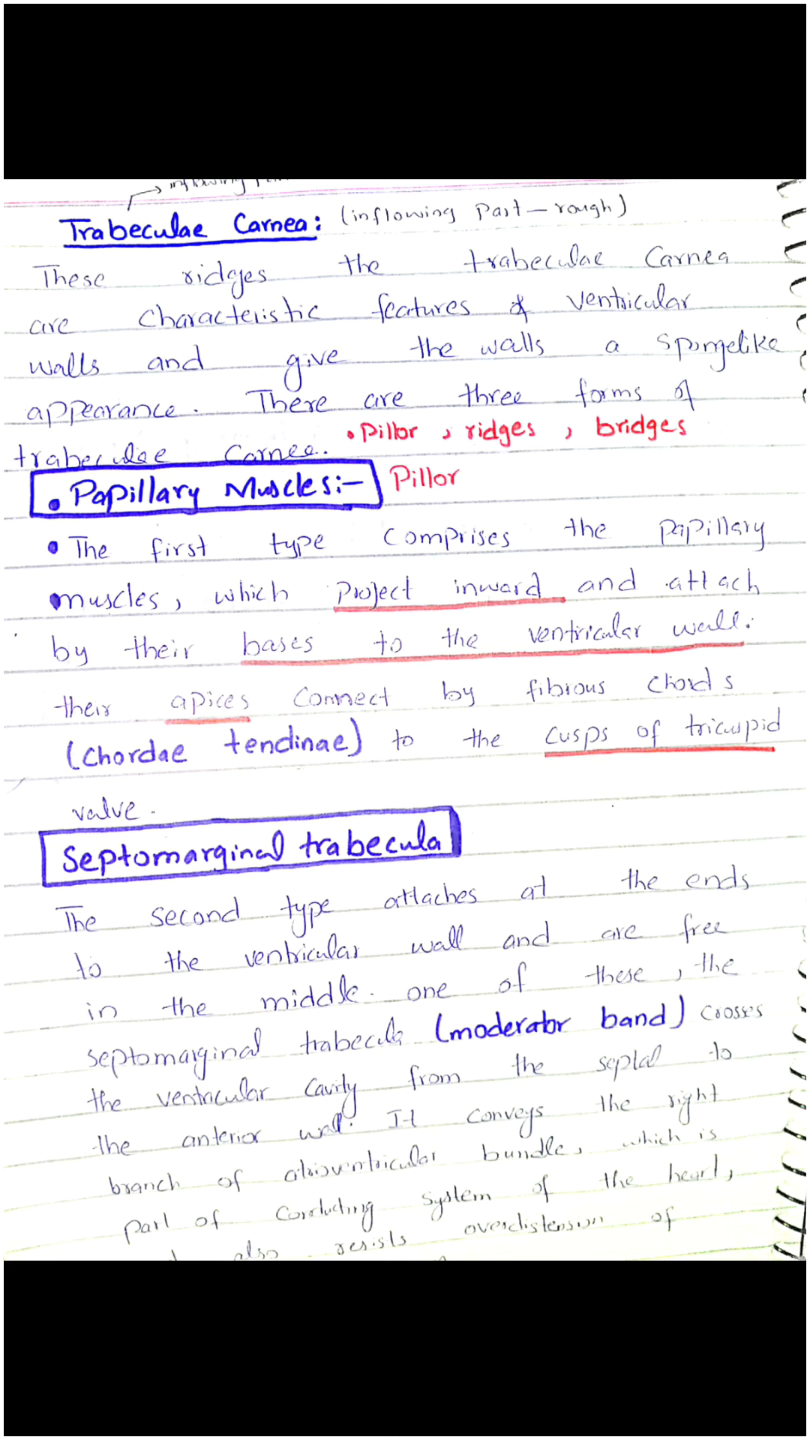 Trabeculae Carnea: (inflowing Part – rough)
These ridges the trabeculae Carnea
are characteristic features of ventricular
walls and give the walls a spongelike
appearance. There are three forms of
trabeculae Carnea. • Pillor, ridges, bridges
• Papillary Muscles:– Pillor
• The first type comprises the papillary
muscles, which project inward and attach
by their bases to the ventricular wall.
their apices connect by fibrous chords
(chordae tendinae) to the cusps of tricuspid
valve.
Septomarginal trabecula
The second type attaches at the ends
to the ventricular wall and are free
in the middle. one of these, the
septomarginal trabecula (moderator band) crosses
the ventricular cavity from the septal to
the anterior wall. It conveys the right
branch of atrioventricular bundle, which is
part of conducting system of the heart,
also resists overdistension of